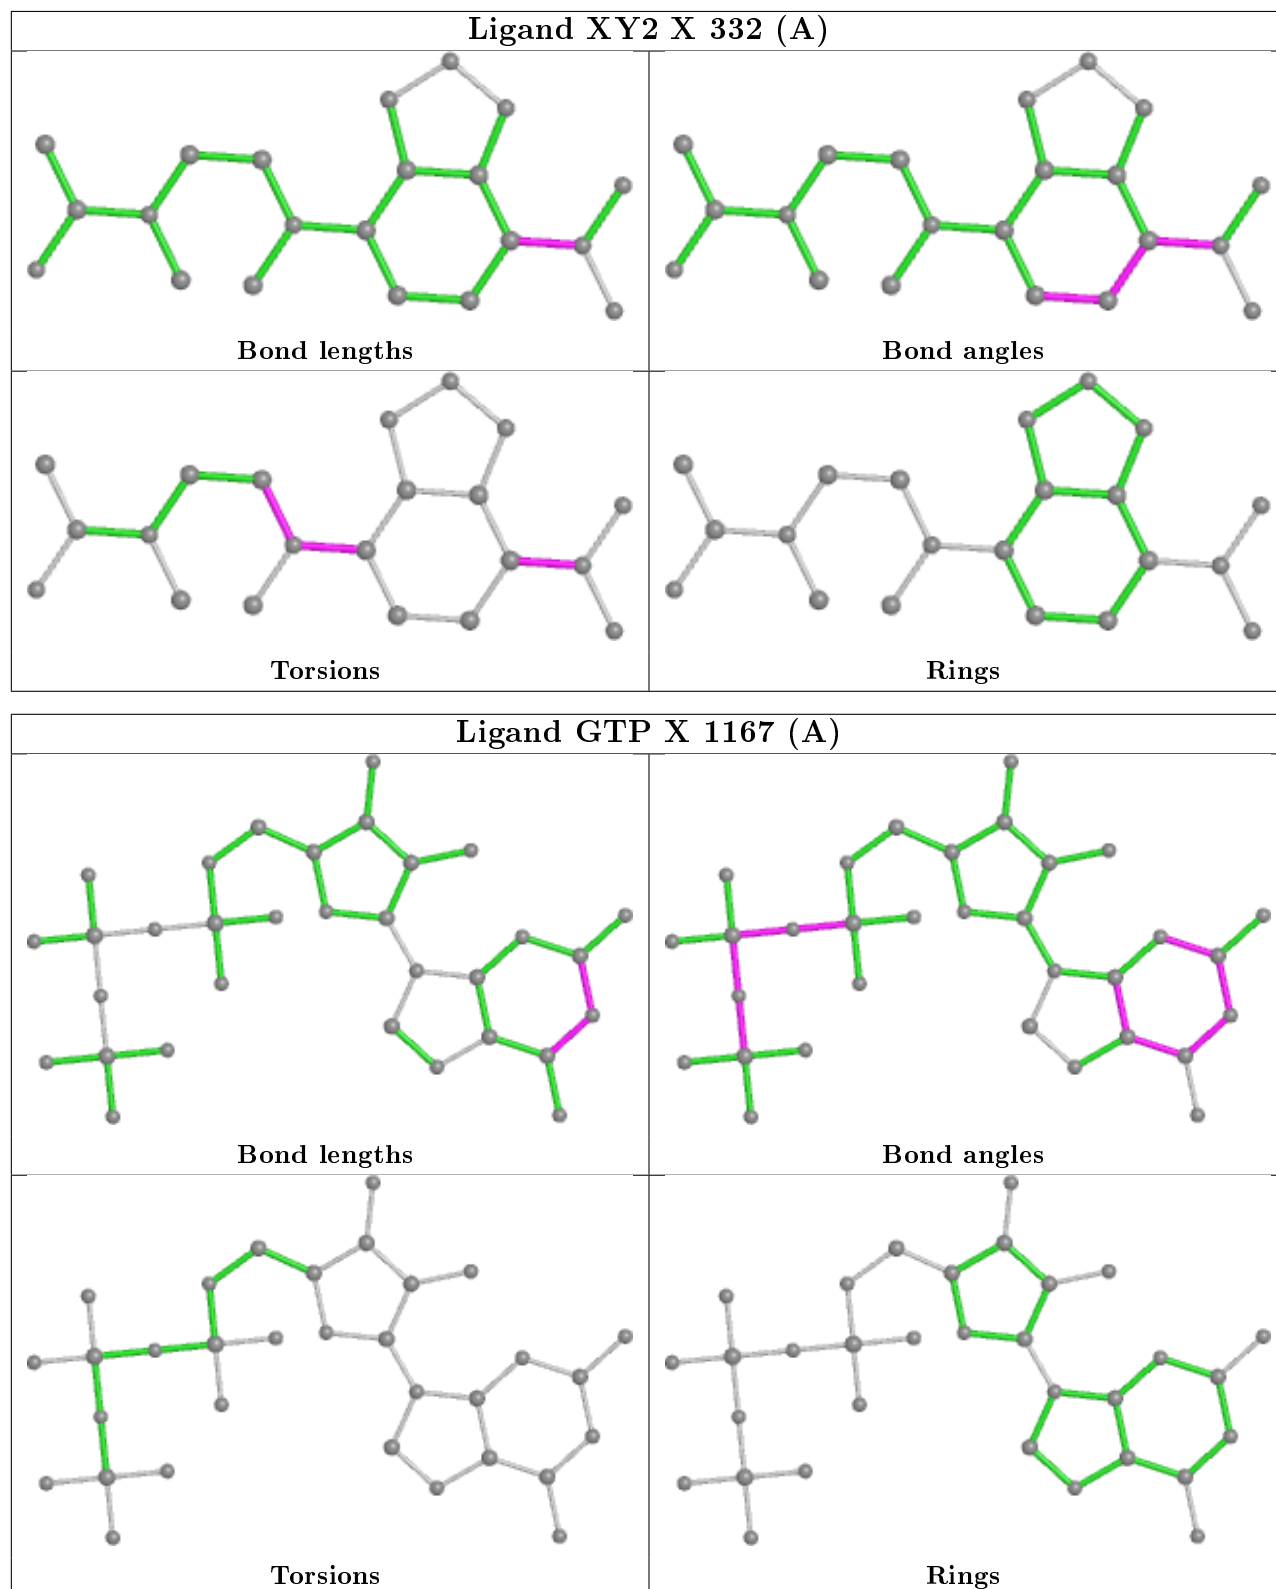 Ligand XY2 X 332 (A)
Bond lengths
Bond angles
Torsions
Rings
Ligand GTP X 1167 (A)
Bond lengths
Bond angles
Torsions
Rings